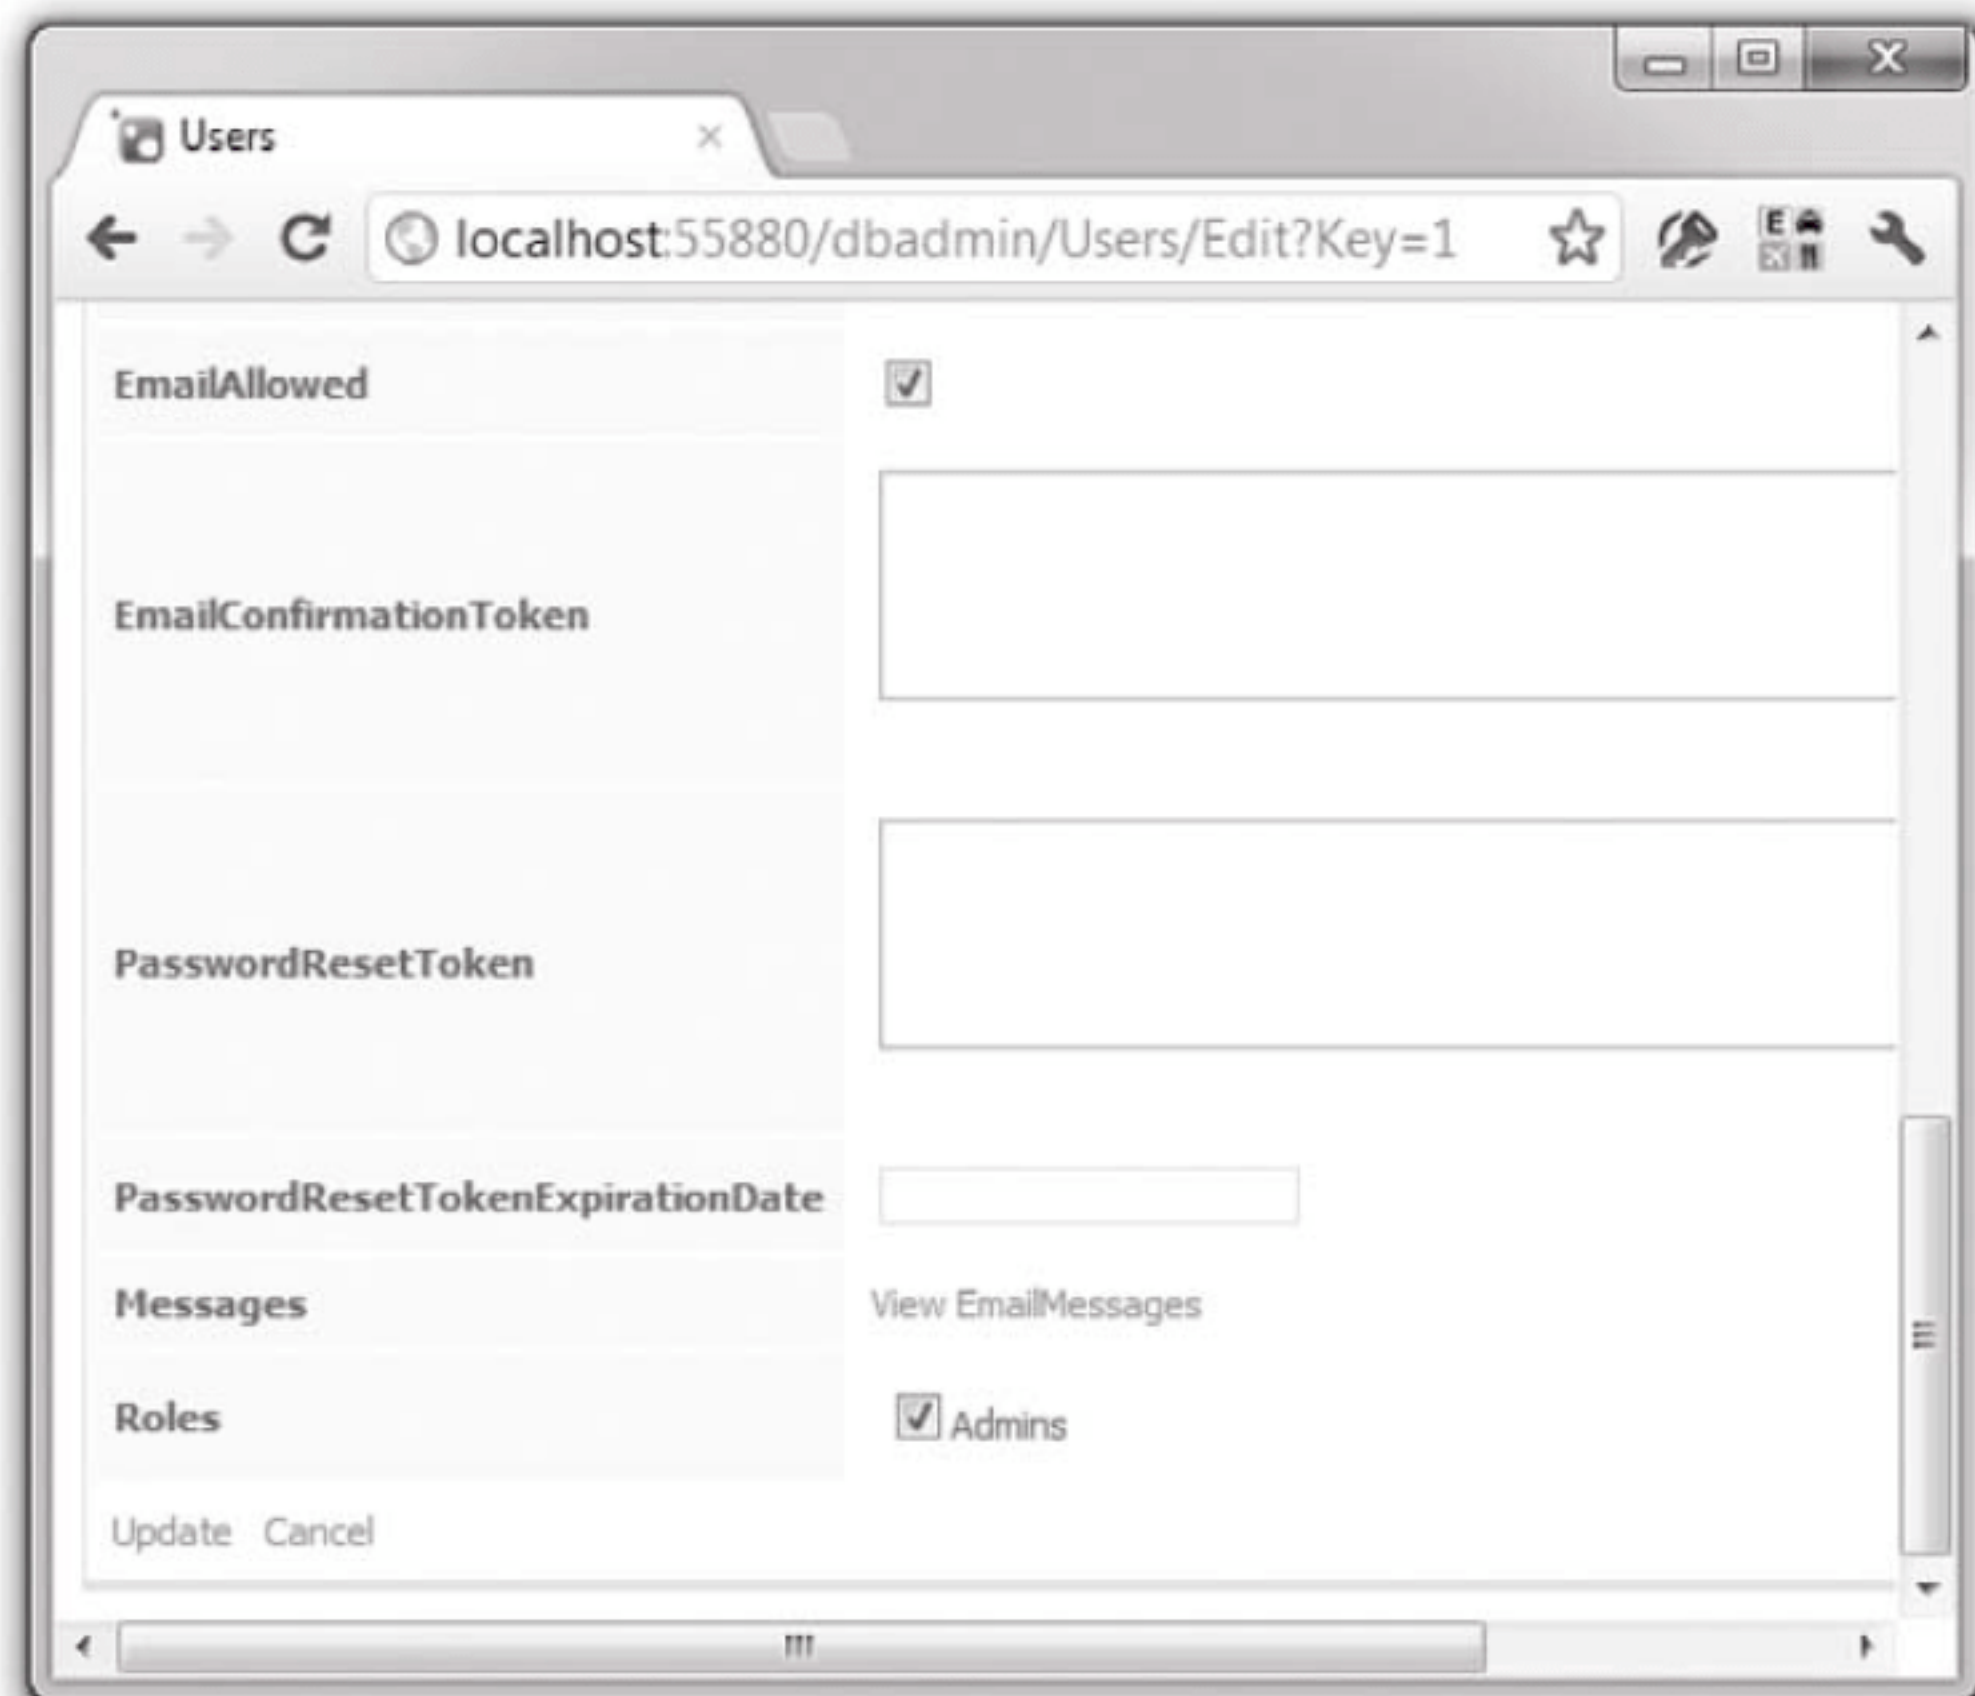 Users
localhost:55880/dbadmin/Users/Edit?Key=1
EmailAllowed
EmailConfirmationToken
PasswordResetToken
PasswordResetTokenExpirationDate
Messages View EmailMessages
Roles Admins
Update Cancel